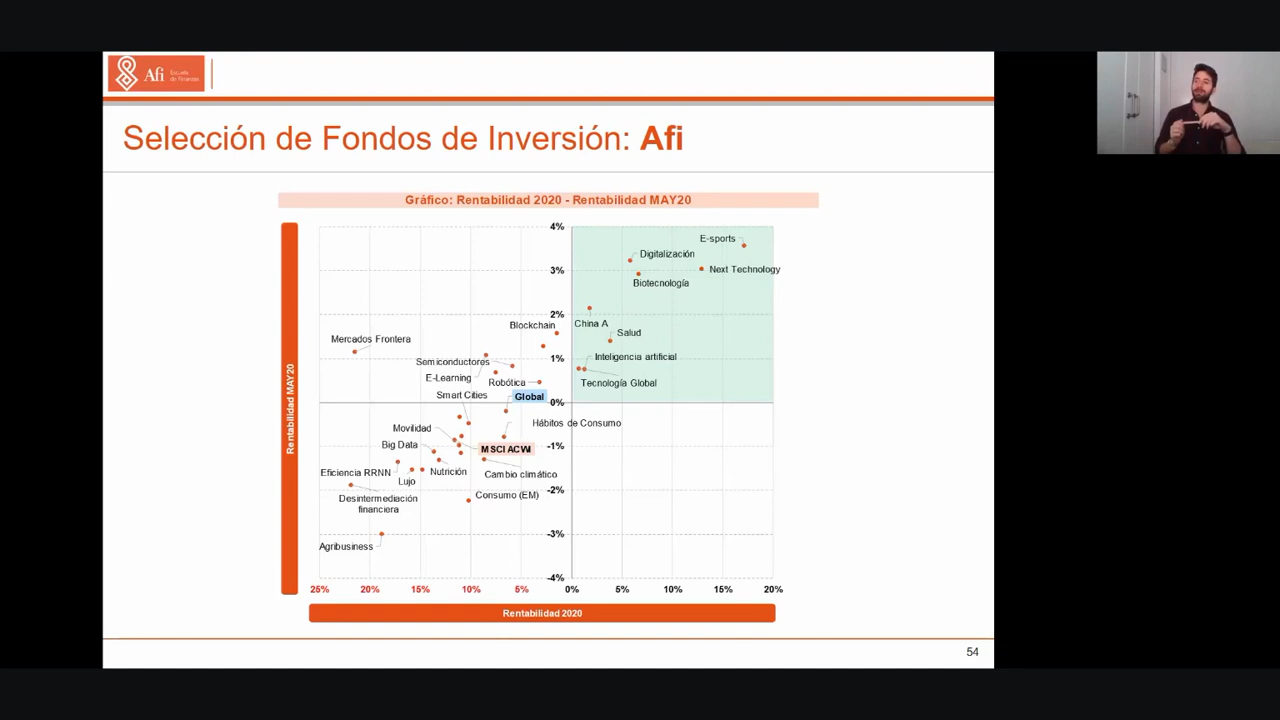 Afi
Escuela
de Finanzas
Selección de Fondos de Inversión: Afi
Gráfico: Rentabilidad 2020 - Rentabilidad MAY20
Rentabilidad MAY20
4%
3%
2%
1%
0%
-1%
-2%
-3%
-4%
E-sports
Digitalización
Next Technology
Biotecnología
China A
Blockchain
Salud
Mercados Frontera
Inteligencia artificial
Semiconductores
E-Learning
Robótica
Tecnología Global
Smart Cities
Global
Hábitos de Consumo
Movilidad
Big Data
MSCI ACWI
Eficiencia RRNN
Nutrición
Cambio climático
Lujo
Desintermediación
financiera
Consumo (EM)
Agribusiness
25% 20% 15% 10% 5% 0% 5% 10% 15% 20%
Rentabilidad 2020
54